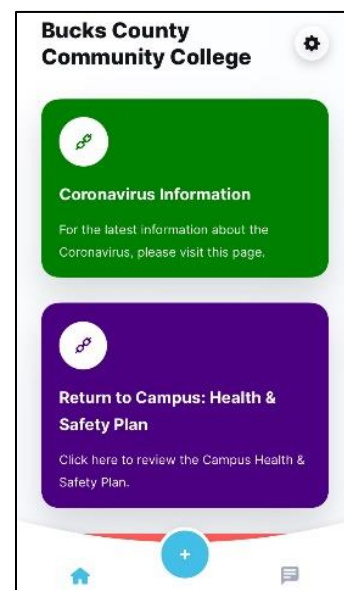 Bucks County
Community College
Coronavirus Information
For the latest information about the
Coronavirus, please visit this page.
Return to Campus: Health &
Safety Plan
Click here to review the Campus Health &
Safety Plan.